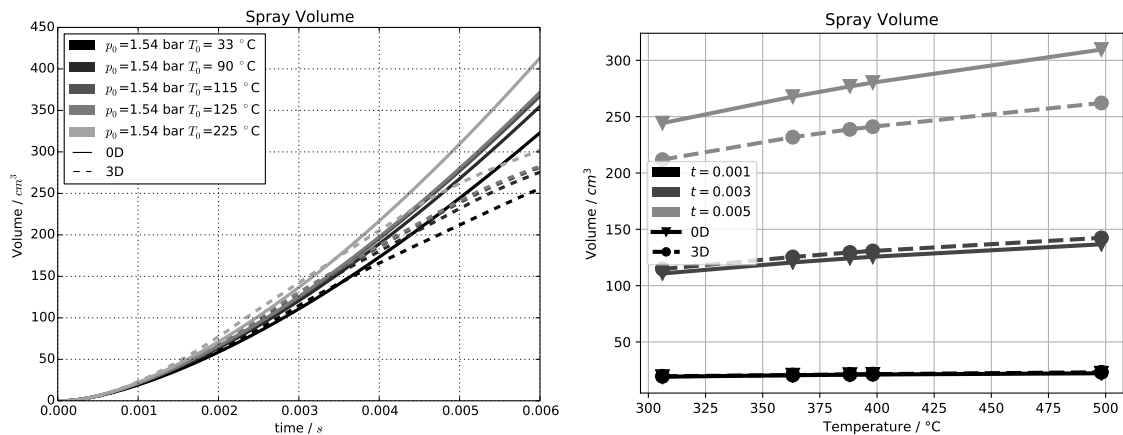 Spray Volume
450
400
350
300
250
200
150
100
50
0
Volume / cm³
p₀=1.54 bar T₀= 33 °C
p₀=1.54 bar T₀= 90 °C
p₀=1.54 bar T₀=115 °C
p₀=1.54 bar T₀=125 °C
p₀=1.54 bar T₀=225 °C
0D
3D
0.000 0.001 0.002 0.003 0.004 0.005 0.006
time / s
Spray Volume
300
250
200
150
100
50
Volume / cm³
t = 0.001
t = 0.003
t = 0.005
0D
3D
300 325 350 375 400 425 450 475 500
Temperature / °C